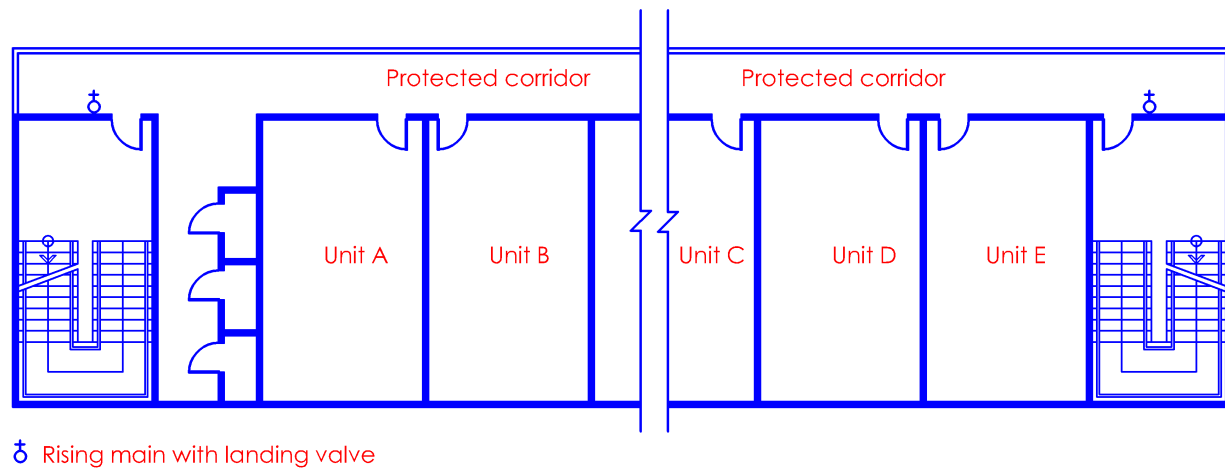 Protected corridor
Protected corridor
Unit A
Unit B
Unit C
Unit D
Unit E
Rising main with landing valve